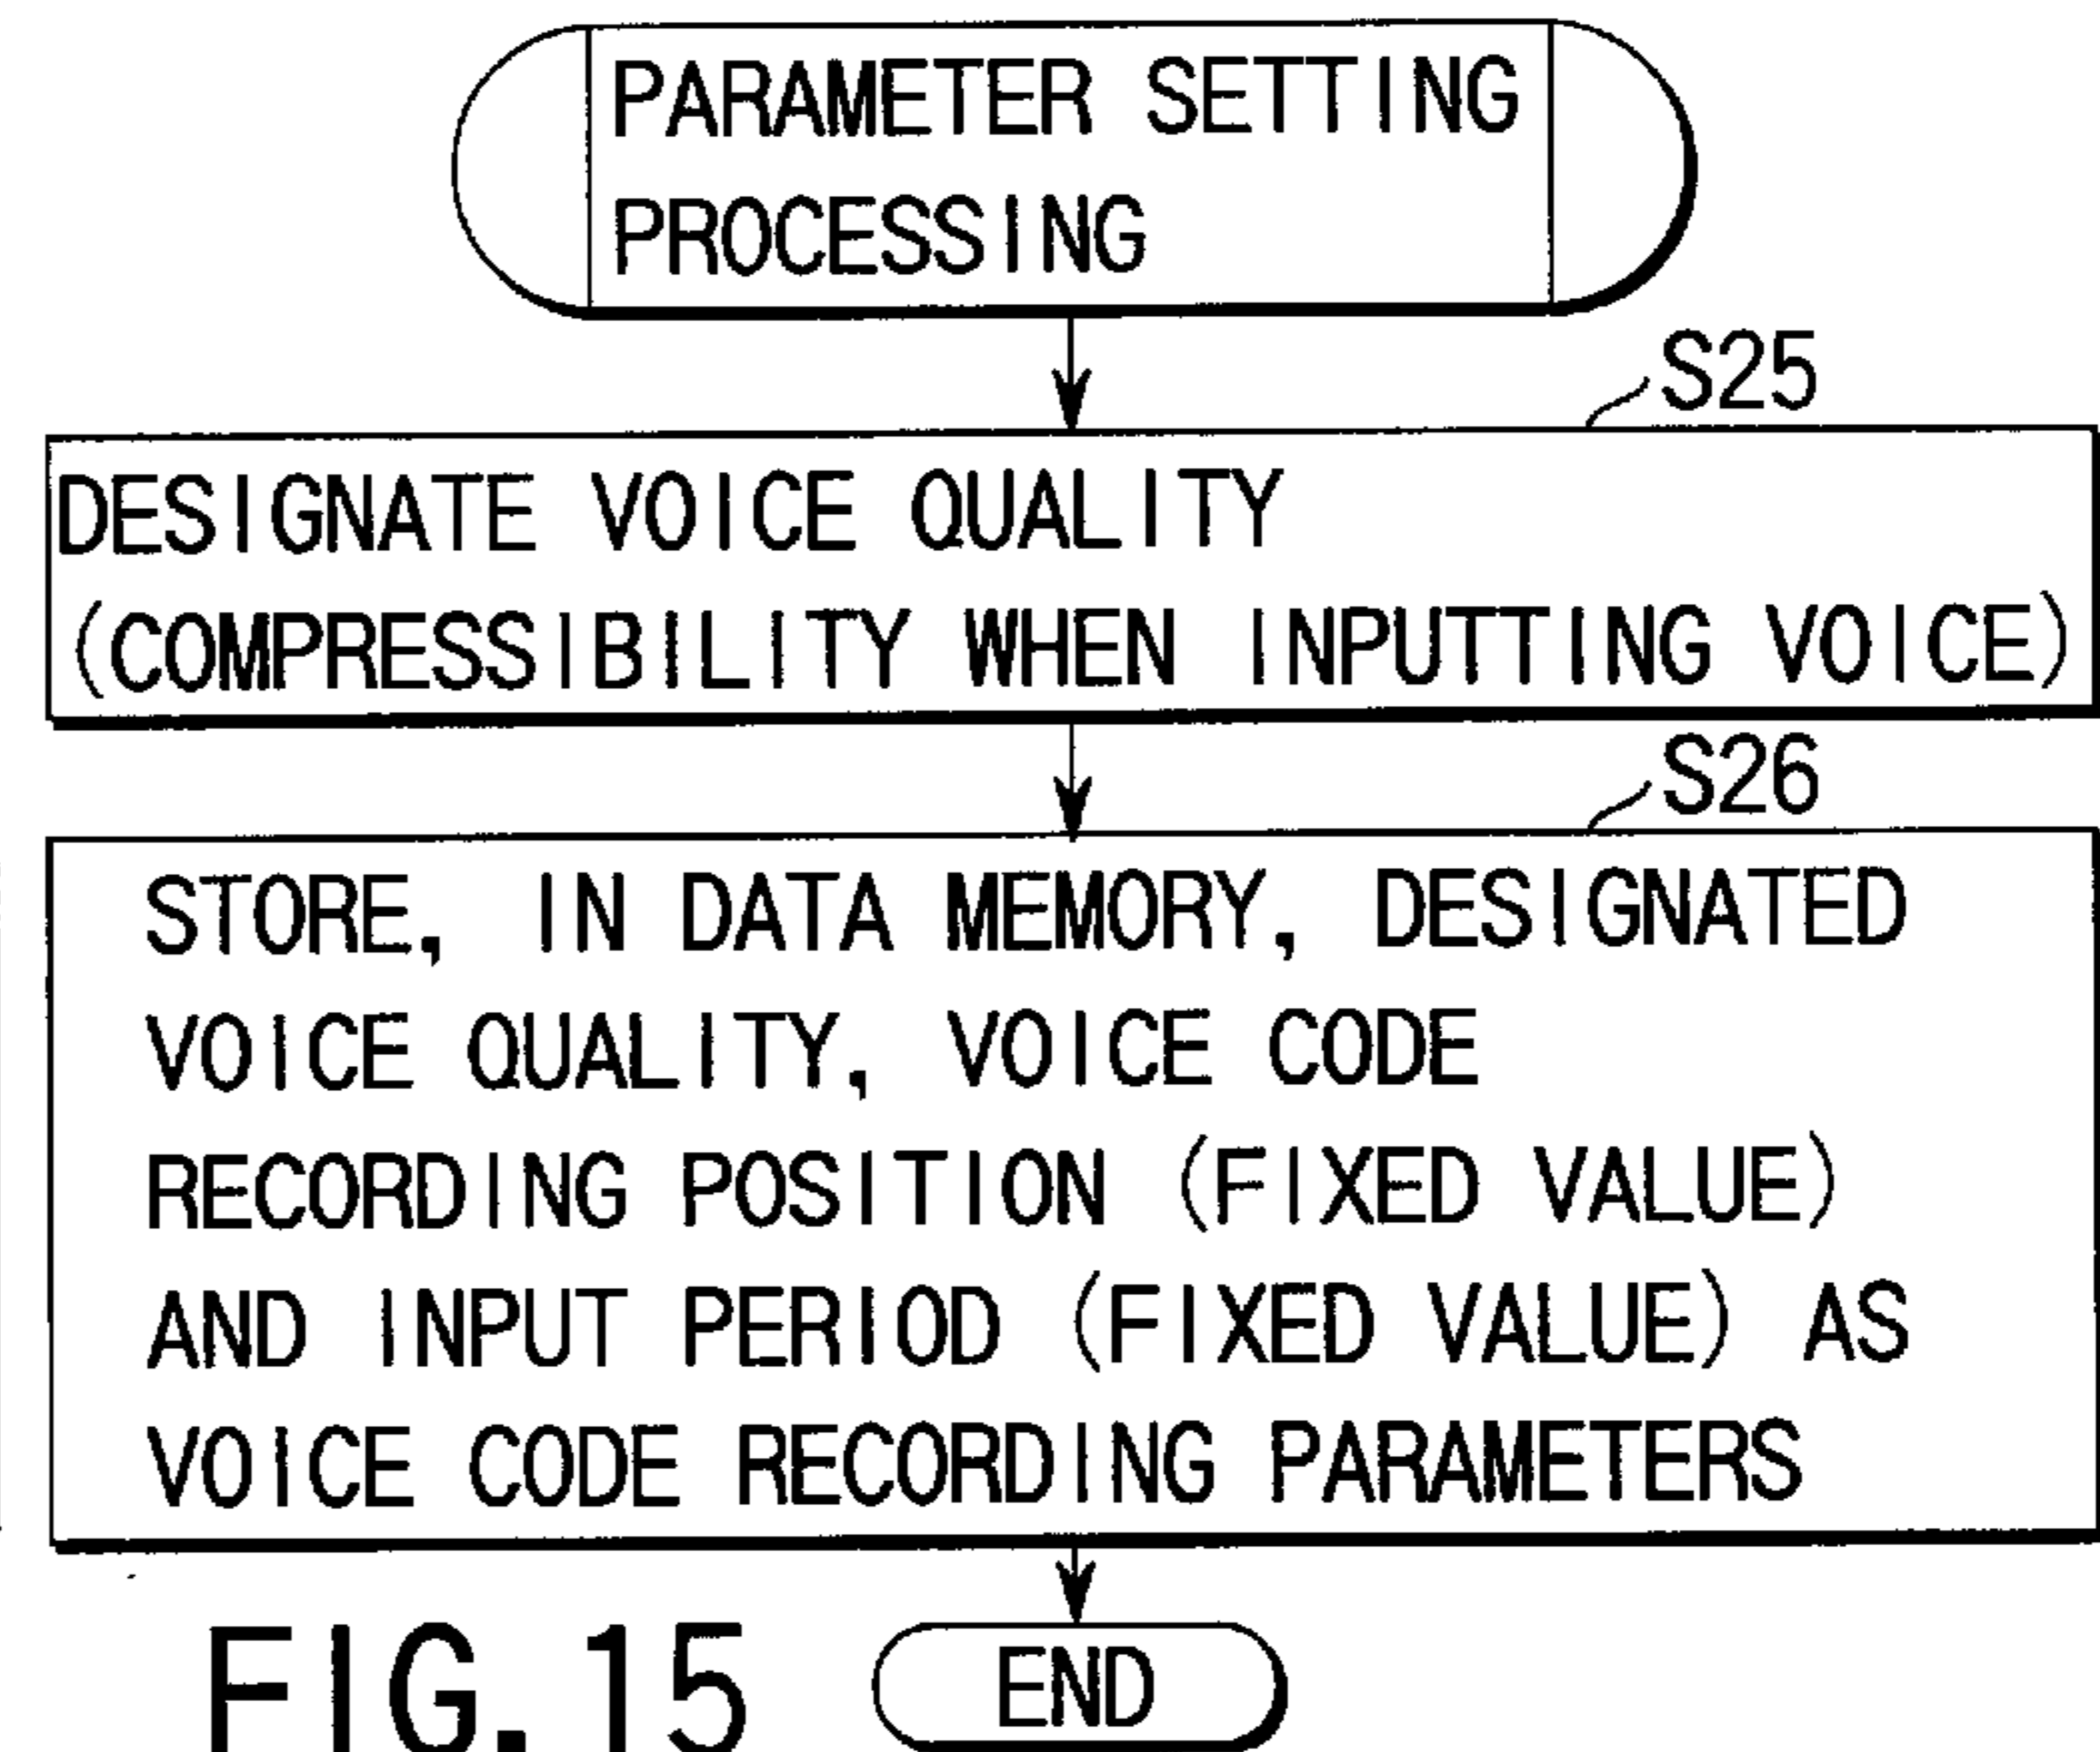 PARAMETER SETTING
PROCESSING
S25
DESIGNATE VOICE QUALITY
(COMPRESSIBILITY WHEN INPUTTING VOICE)
S26
STORE, IN DATA MEMORY, DESIGNATED
VOICE QUALITY, VOICE CODE
RECORDING POSITION (FIXED VALUE)
AND INPUT PERIOD (FIXED VALUE) AS
VOICE CODE RECORDING PARAMETERS
END
FIG.15